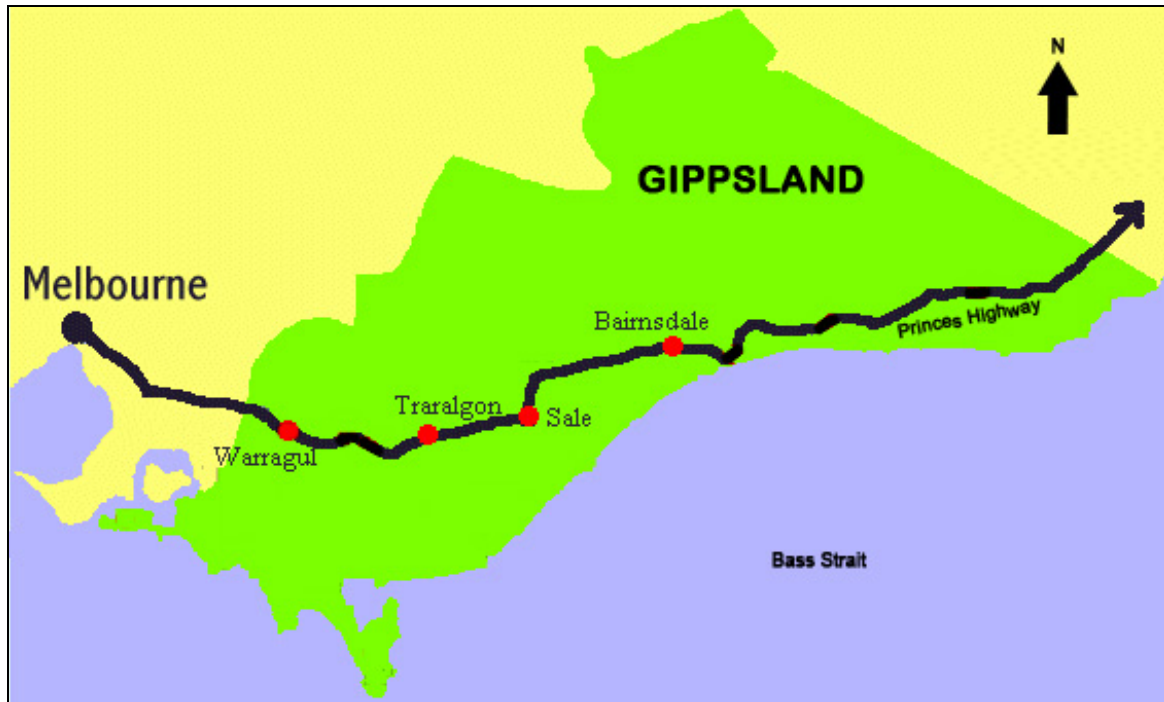 N
GIPPSLAND
Melbourne
Bairnsdale
Princes Highway
Traralgon
Sale
Warragul
Bass Strait